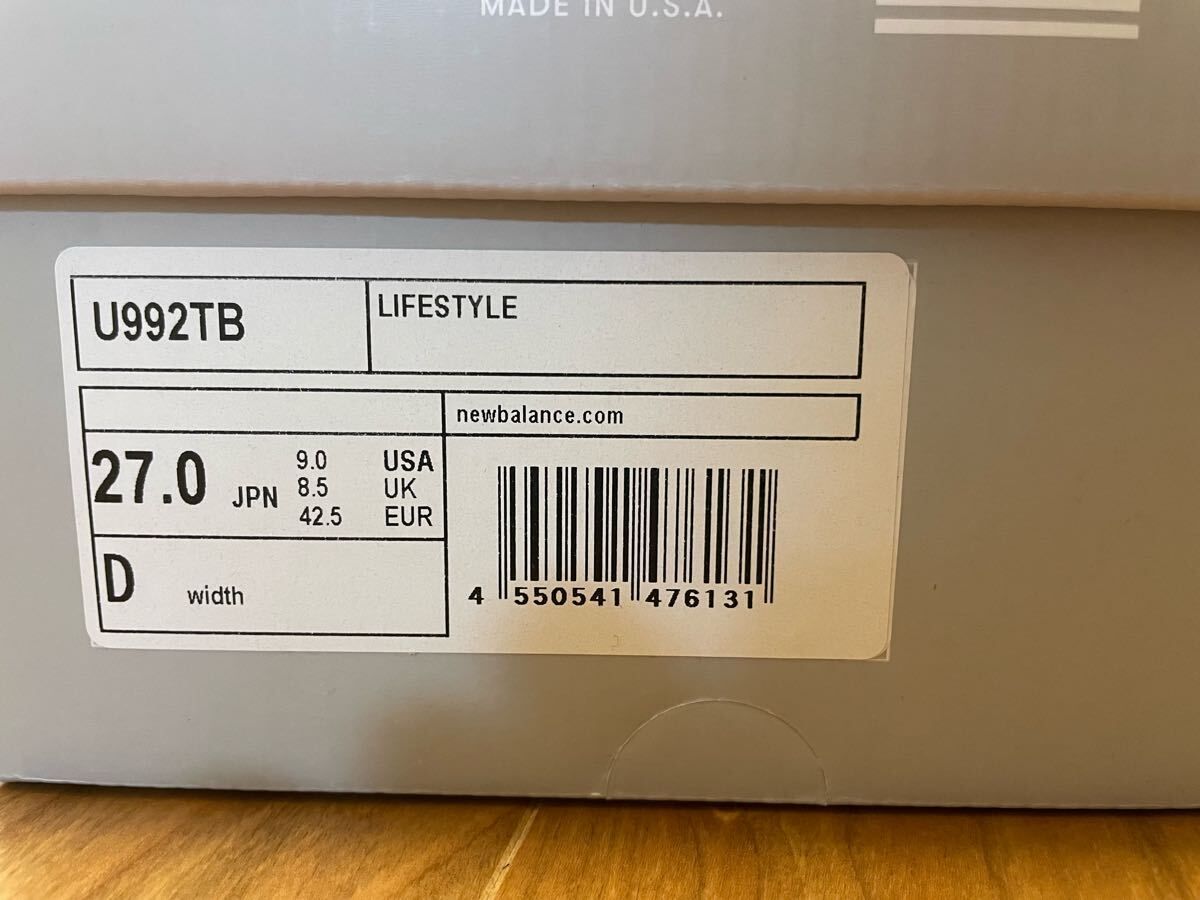 MADE IN U.S.A.
U992TB
LIFESTYLE
newbalance.com
27.0 JPN
9.0 USA
8.5 UK
42.5 EUR
D width
4 550541 476131